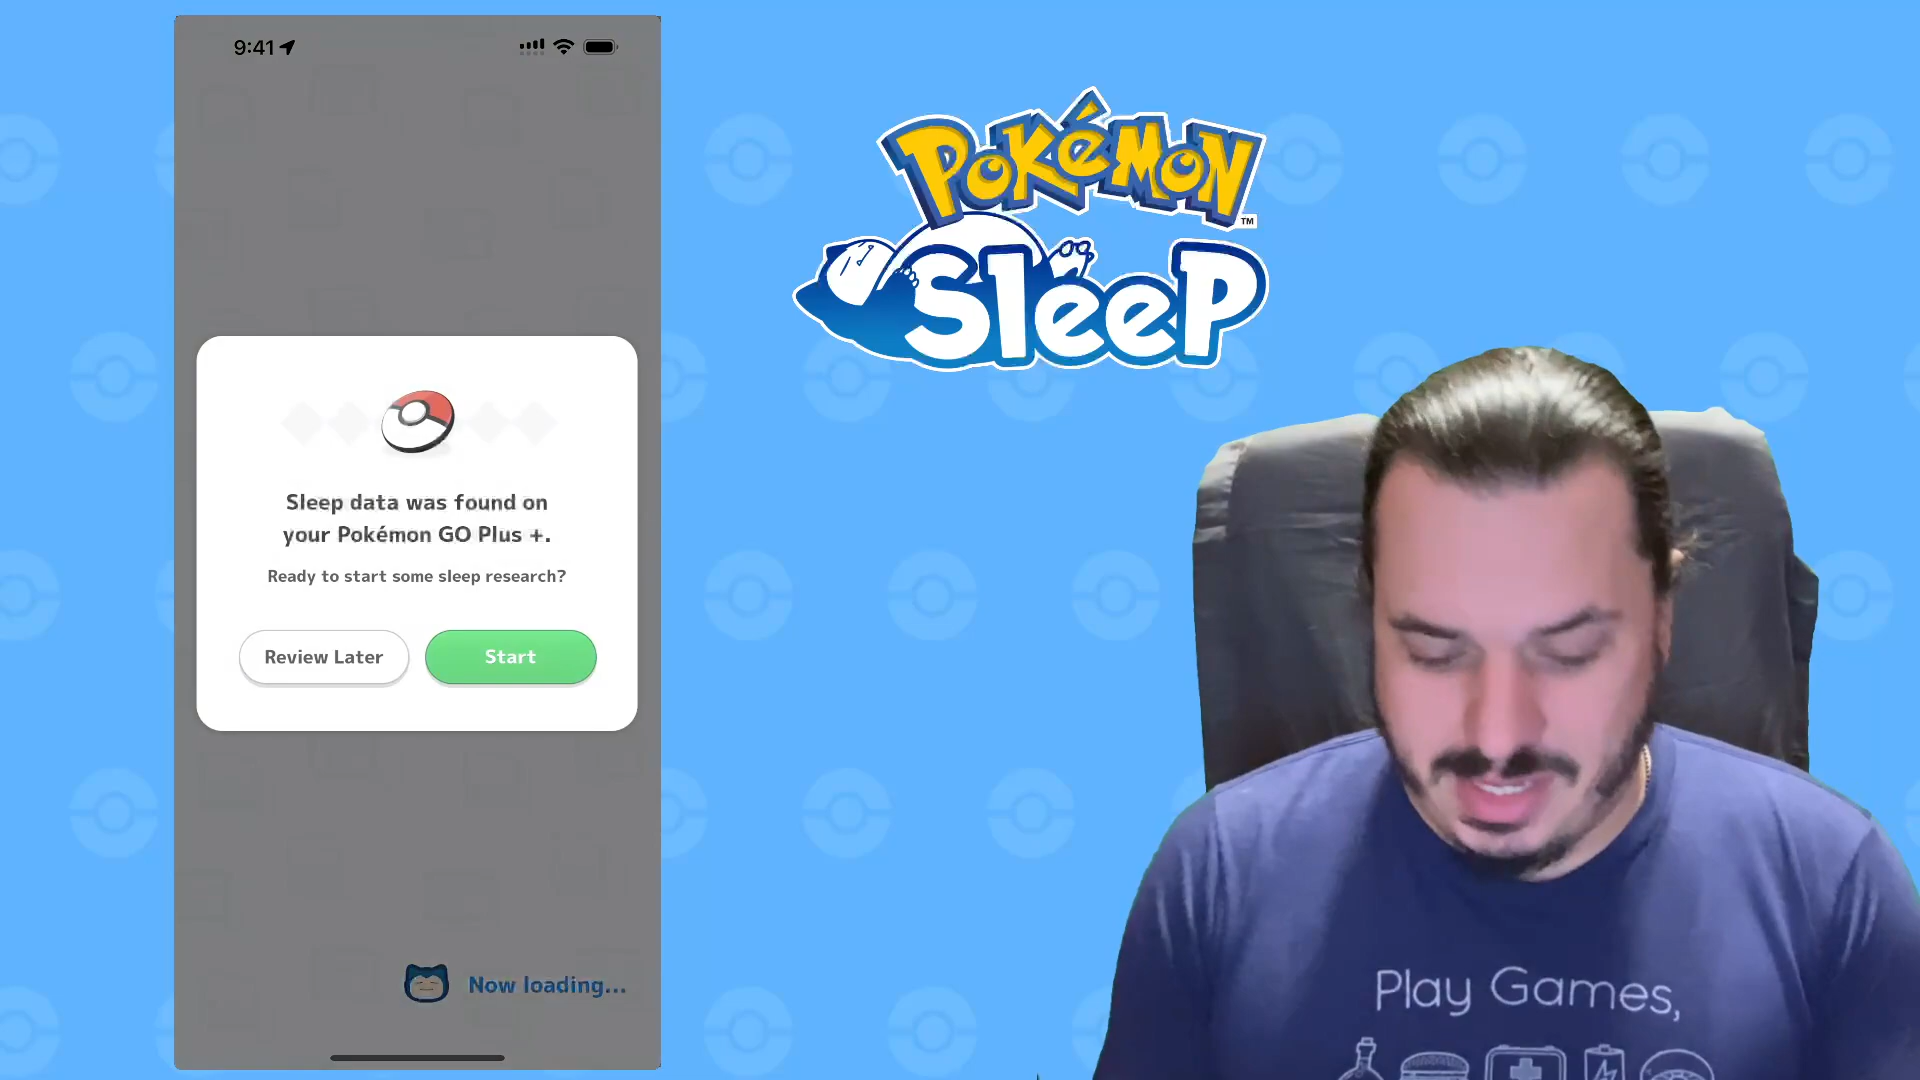 9:41
Sleep data was found on
your Pokémon GO Plus +.
Ready to start some sleep research?
Review Later
Start
Now loading...
POKéMON
TM
Sleep
Play Games,